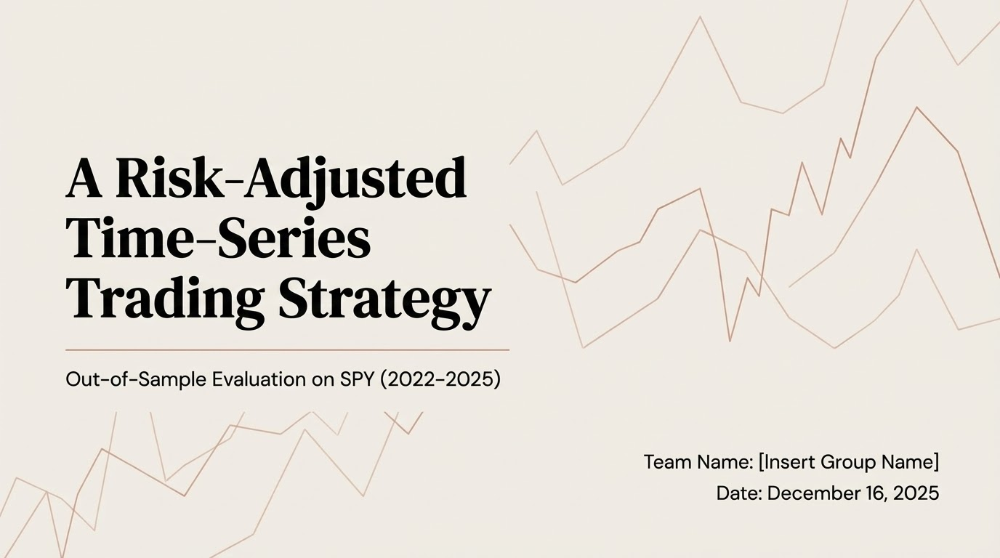 A Risk-Adjusted
Time-Series
Trading Strategy
Out-of-Sample Evaluation on SPY (2022-2025)
Team Name: [Insert Group Name]
Date: December 16, 2025